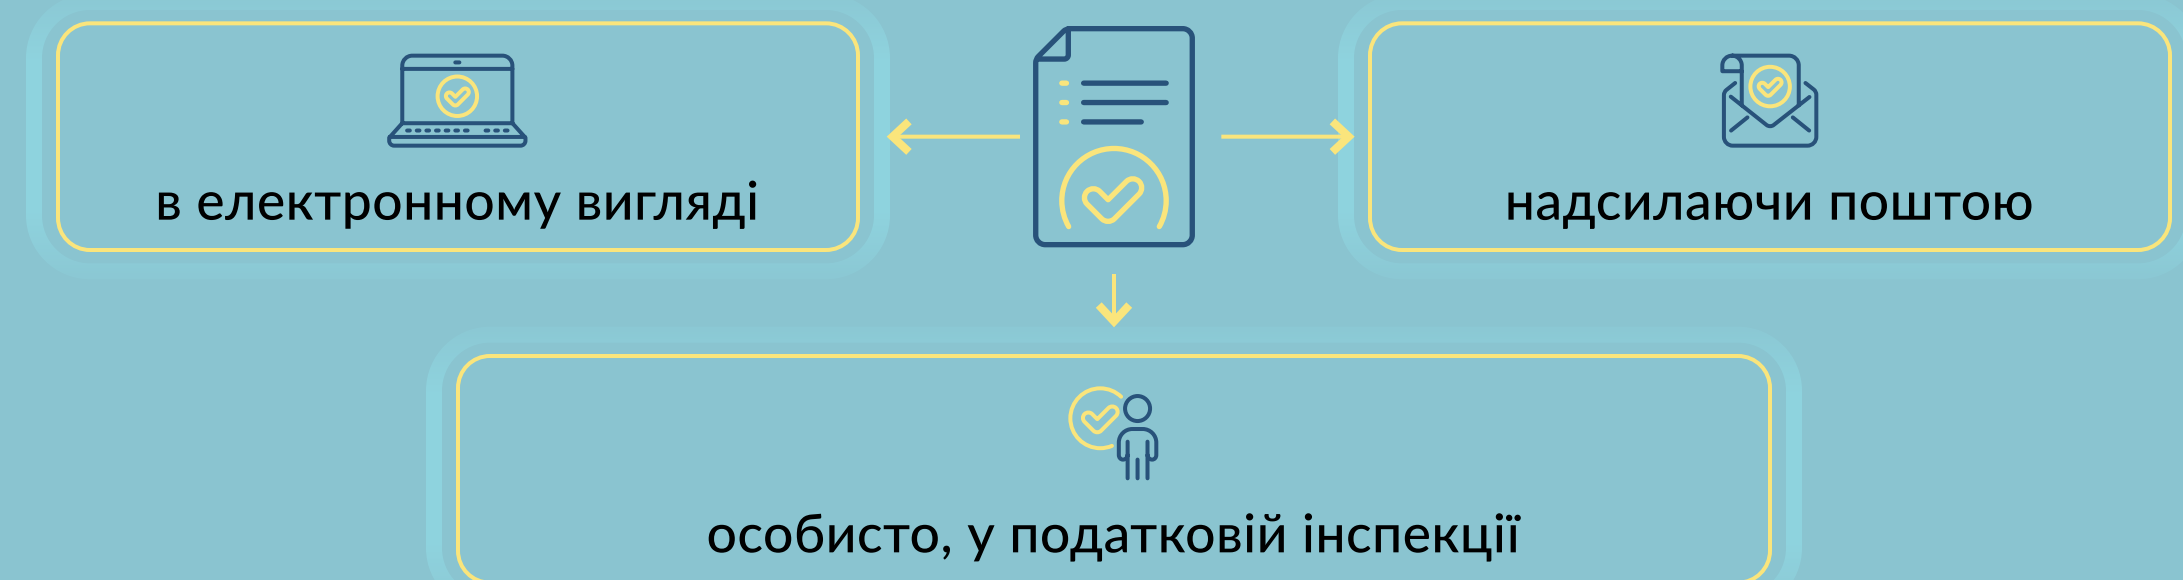 в електронному вигляді
надсилаючи поштою
особисто, у податковій інспекції